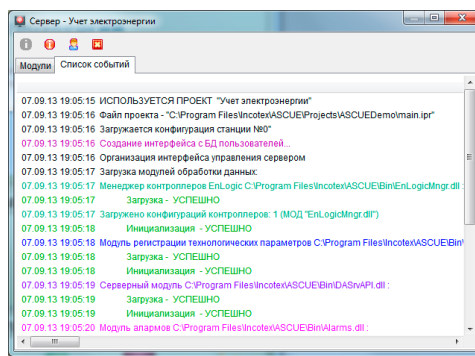 Сервер - Учет электроэнергии
Модули Список событий
07.09.13 19:05:15 ИСПОЛЬЗУЕТСЯ ПРОЕКТ "Учет электроэнергии"
07.09.13 19:05:16 Файл проекта - "C:\Program Files\Incotex\ASCUE\Projects\ASCUEDemo\main.ipr"
07.09.13 19:05:16 Загружается конфигурация станции №0"
07.09.13 19:05:16 Создание интерфейса с БД пользователей...
07.09.13 19:05:16 Организация интерфейса управления сервером
07.09.13 19:05:17 Загрузка модулей обработки данных:
07.09.13 19:05:17 Менеджер контроллеров EnLogic C:\Program Files\Incotex\ASCUE\Bin\EnLogicMngr.dll :
07.09.13 19:05:17 Загрузка - УСПЕШНО
07.09.13 19:05:17 Загружено конфигураций контроллеров: 1 (МОД "EnLogicMngr.dll")
07.09.13 19:05:18 Инициализация - УСПЕШНО
07.09.13 19:05:18 Модуль регистрации технологических параметров C:\Program Files\Incotex\ASCUE\Bin\
07.09.13 19:05:18 Загрузка - УСПЕШНО
07.09.13 19:05:18 Инициализация - УСПЕШНО
07.09.13 19:05:19 Серверный модуль C:\Program Files\Incotex\ASCUE\Bin\DASrvAPI.dll :
07.09.13 19:05:19 Загрузка - УСПЕШНО
07.09.13 19:05:19 Инициализация - УСПЕШНО
07.09.13 19:05:20 Модуль алармов C:\Program Files\Incotex\ASCUE\Bin\Alarms.dll :